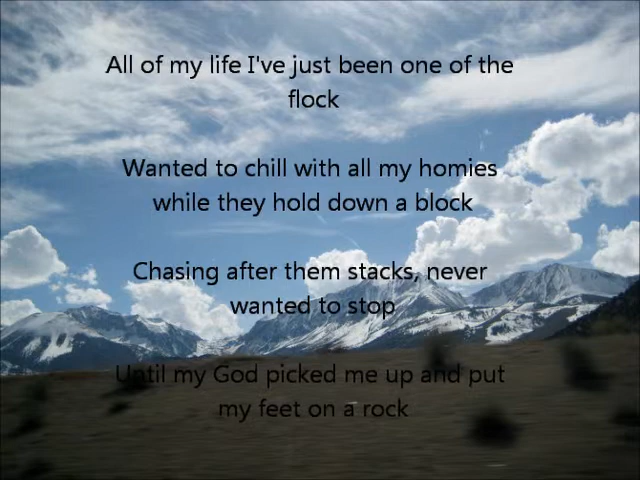 All of my life I've just been one of the
flock
Wanted to chill with all my homies
while they hold down a block
Chasing after them stacks, never
wanted to stop
Until my God picked me up and put
my feet on a rock